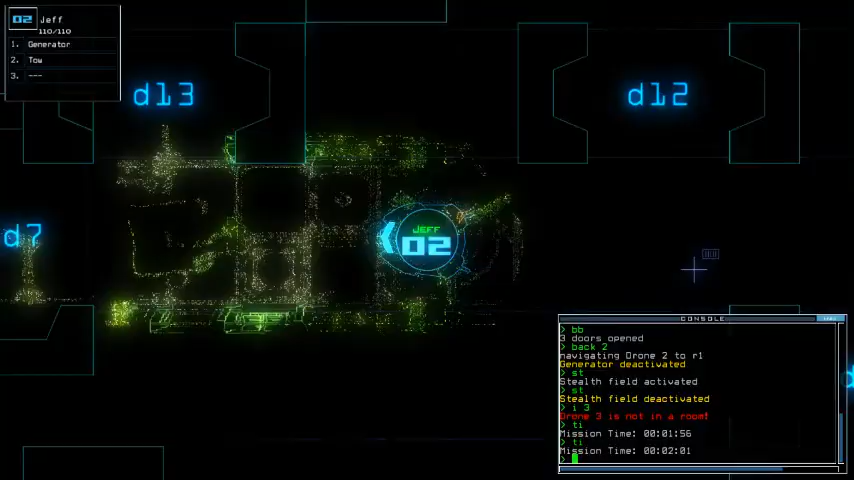 02 Jeff
110/110
1. Generator
2. Tow
3. ---
d13
d12
d7
JEFF
02
CONSOLE
> bb
3 doors opened
> back 2
navigating Drone 2 to r1
Generator deactivated
> st
Stealth field activated
> st
Stealth field deactivated
> i 3
Drone 3 is not in a room!
> ti
Mission Time: 00:01:56
> ti
Mission Time: 00:02:01
>